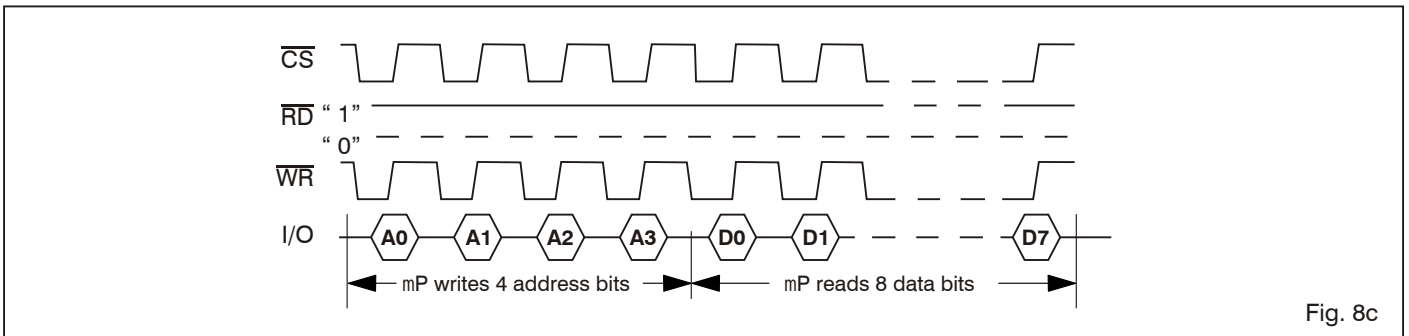 CS
RD “ 1”
“ 0”
WR
I/O A0 A1 A2 A3 D0 D1 D7
mP writes 4 address bits mP reads 8 data bits
Fig. 8c